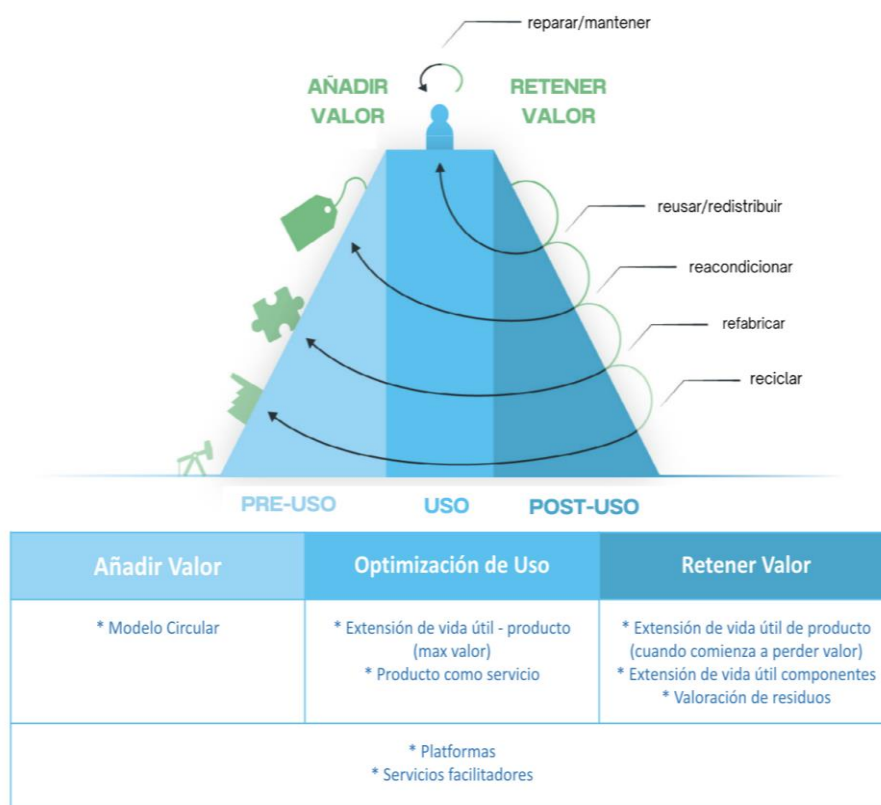 reparar/mantener
AÑADIR
VALOR
RETENER
VALOR
reusar/redistribuir
reacondicionar
refabricar
reciclar
PRE-USO
USO
POST-USO
Añadir Valor
Optimización de Uso
Retener Valor
* Modelo Circular
* Extensión de vida útil - producto
(max valor)
* Producto como servicio
* Extensión de vida útil de producto
(cuando comienza a perder valor)
* Extensión de vida útil componentes
* Valoración de residuos
* Platformas
* Servicios facilitadores